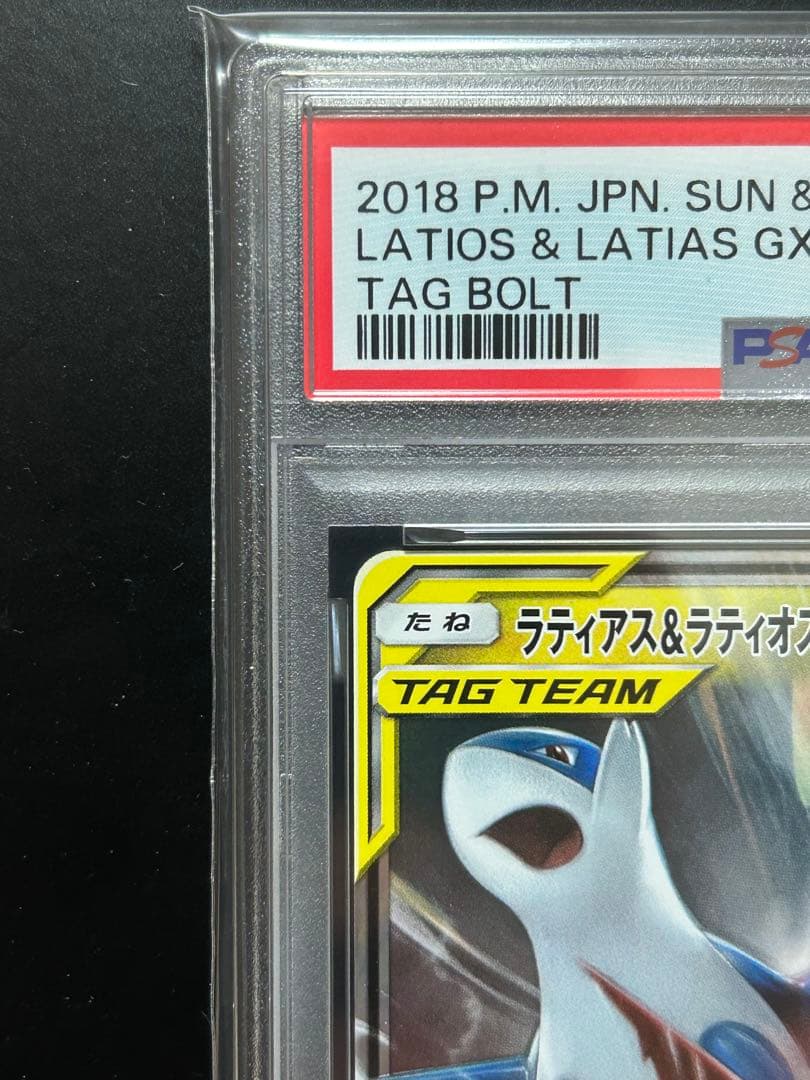 2018 P.M. JPN. SUN &
LATIOS & LATIAS GX
TAG BOLT
PSA
たね
ラティアス&ラティオス
TAG TEAM